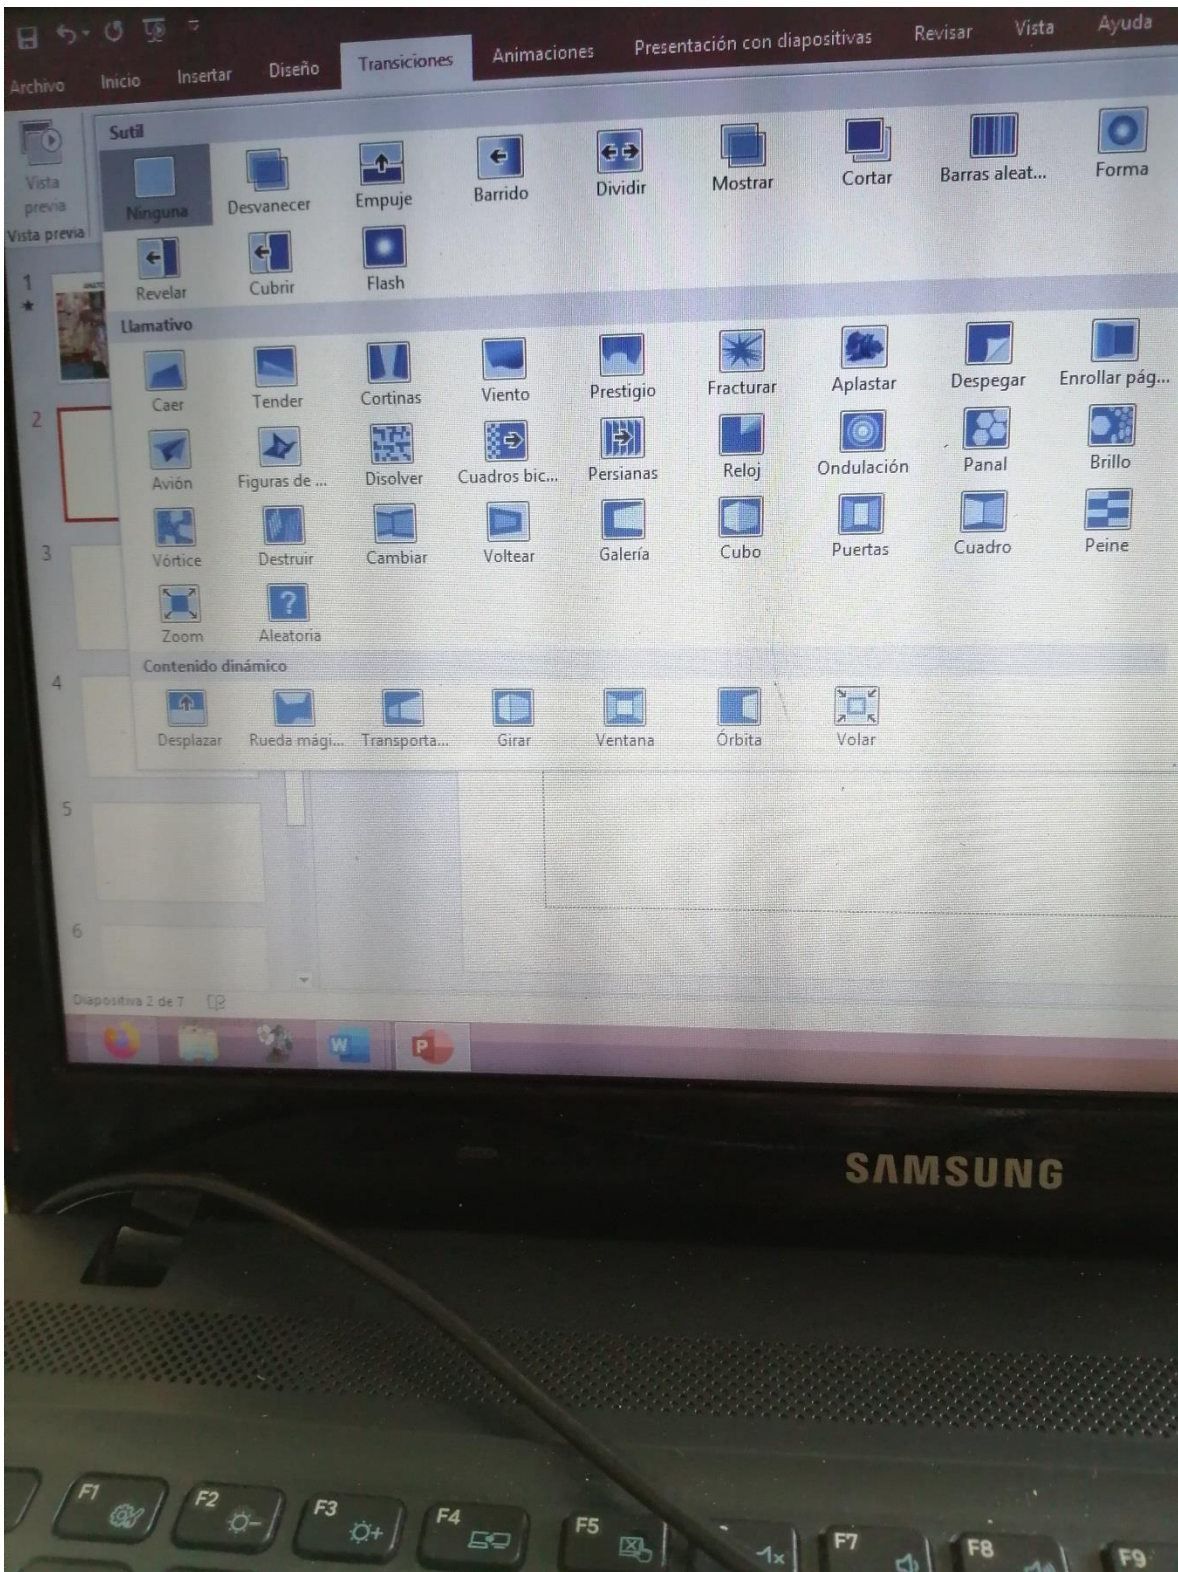 Archivo Inicio Insertar Diseño Transiciones Animaciones Presentación con diapositivas Revisar Vista Ayuda
Vista
previa
Vista previa
Sutil
Ninguna Desvanecer Empuje Barrido Dividir Mostrar Cortar Barras aleat... Forma
Revelar Cubrir Flash
Llamativo
Caer Tender Cortinas Viento Prestigio Fracturar Aplastar Despegar Enrollar pág...
Avión Figuras de ... Disolver Cuadros bic... Persianas Reloj Ondulación Panal Brillo
Vórtice Destruir Cambiar Voltear Galería Cubo Puertas Cuadro Peine
Zoom Aleatoria
Contenido dinámico
Desplazar Rueda mági... Transporta... Girar Ventana Órbita Volar
1
2
3
4
5
6
Diapositiva 2 de 7
W P
SAMSUNG
F1 F2 F3 F4 F5 F7 F8 F9